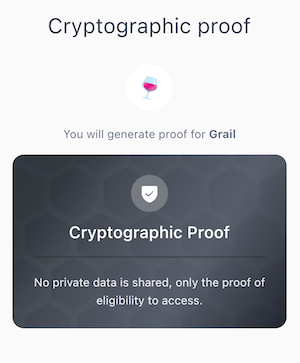 Cryptographic proof
You will generate proof for Grail
Cryptographic Proof
No private data is shared, only the proof of
eligibility to access.